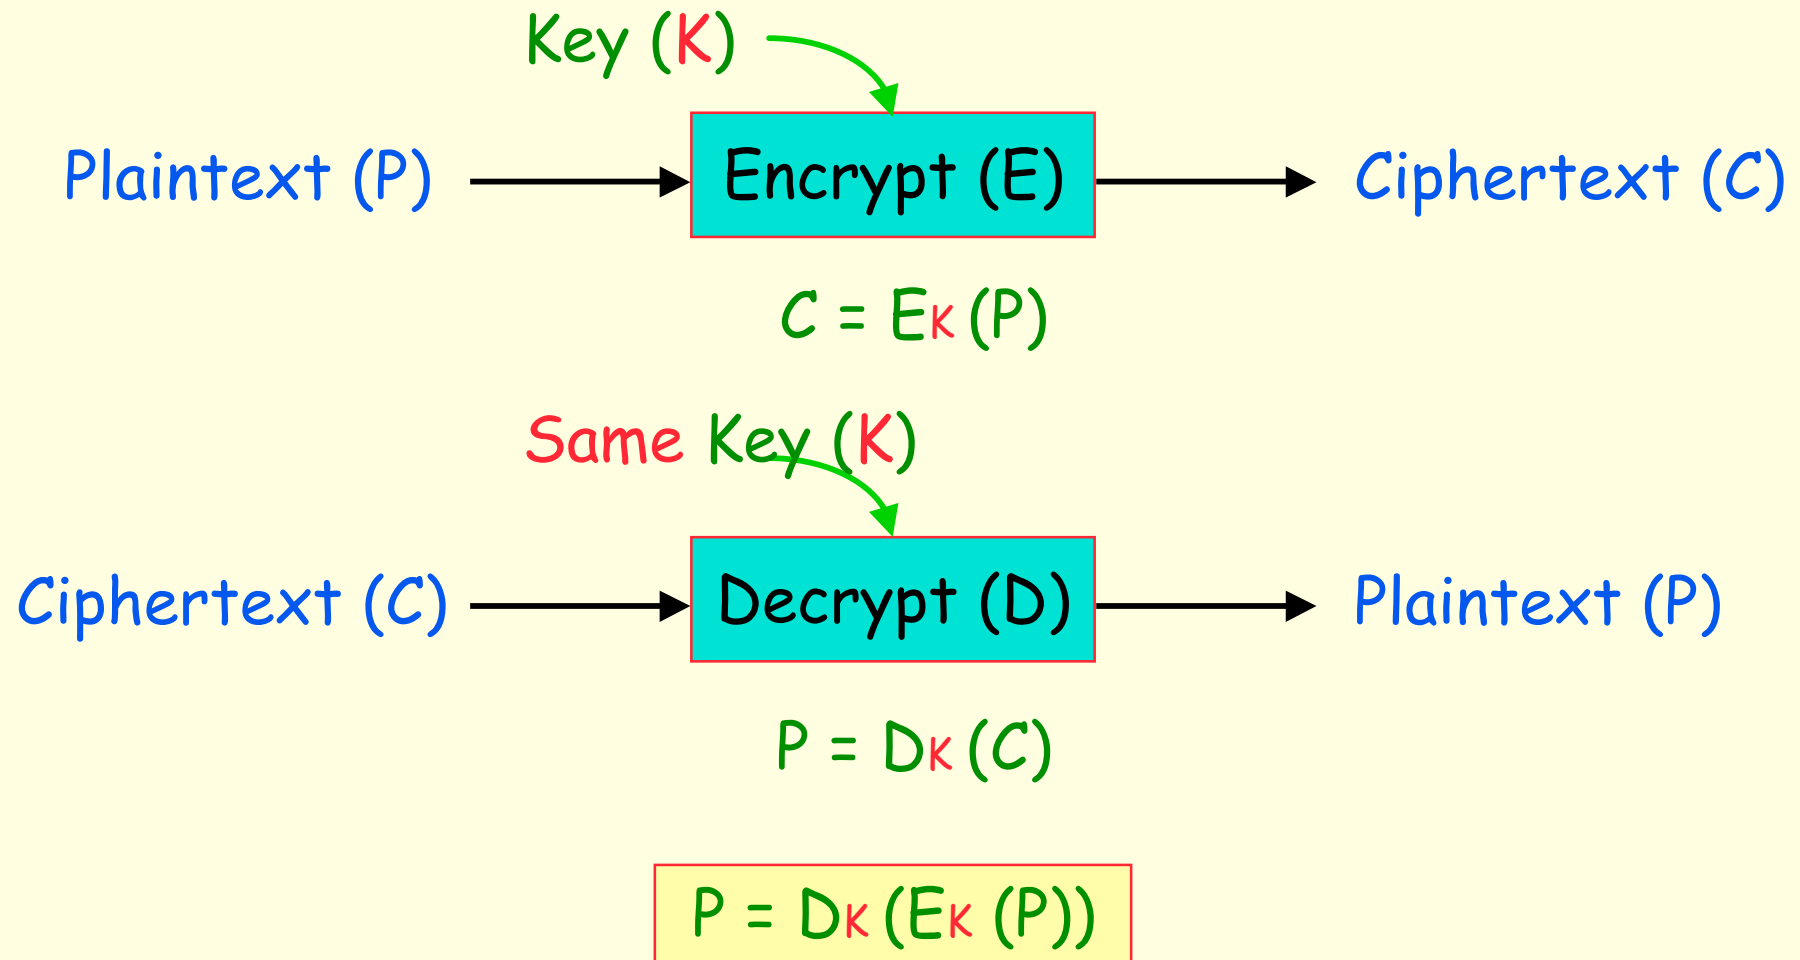 Key (K)
Plaintext (P) Encrypt (E) Ciphertext (C)
C = EK (P)
Same Key (K)
Ciphertext (C) Decrypt (D) Plaintext (P)
P = DK (C)
P = DK (EK (P))